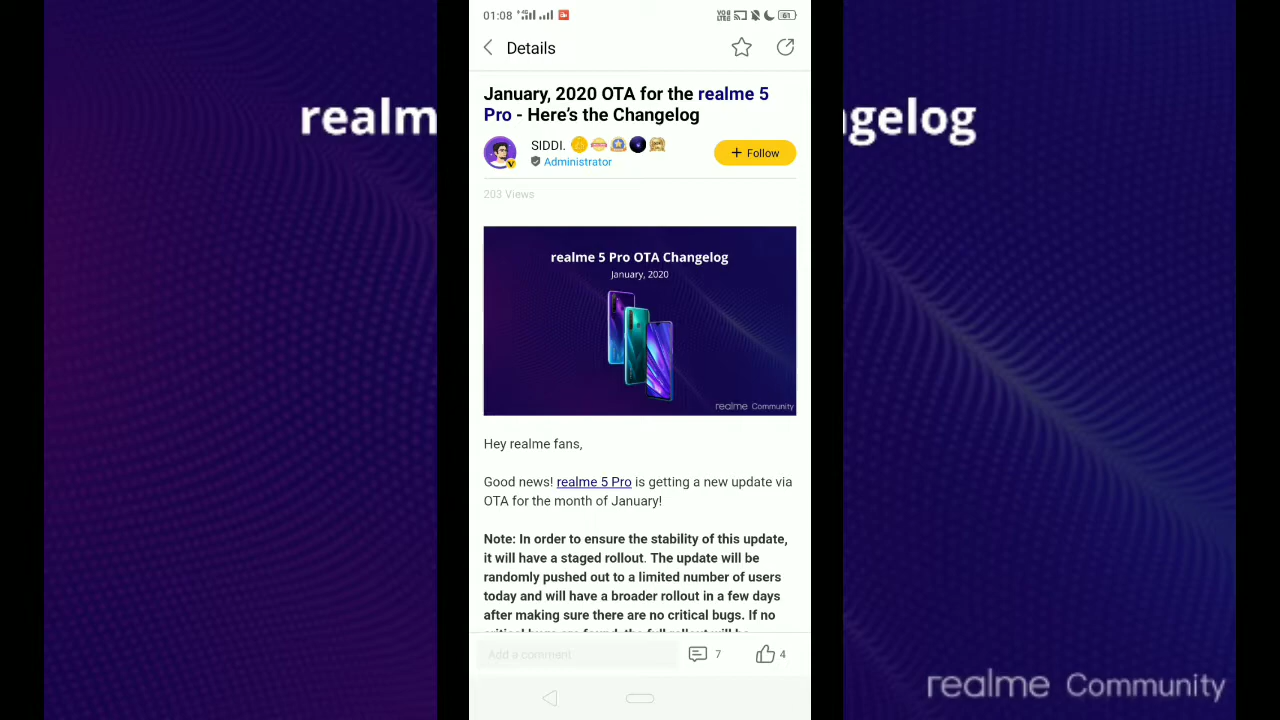 01:08
4G
VoLTE
61
Details
January, 2020 OTA for the realme 5
Pro - Here's the Changelog
SIDDI.
Administrator
+ Follow
203 Views
realme 5 Pro OTA Changelog
January, 2020
realme Community
Hey realme fans,
Good news! realme 5 Pro is getting a new update via
OTA for the month of January!
Note: In order to ensure the stability of this update,
it will have a staged rollout. The update will be
randomly pushed out to a limited number of users
today and will have a broader rollout in a few days
after making sure there are no critical bugs. If no
Add a comment
7
4
realm
gelog
realme Community